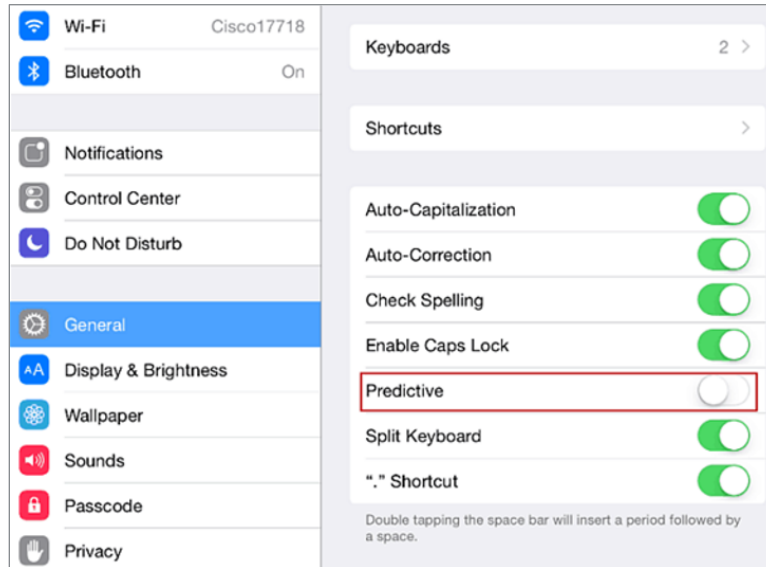 Wi-Fi Cisco17718
Bluetooth On
Notifications
Control Center
Do Not Disturb
General
AA Display & Brightness
Wallpaper
Sounds
Passcode
Privacy
Keyboards 2 >
Shortcuts >
Auto-Capitalization
Auto-Correction
Check Spelling
Enable Caps Lock
Predictive
Split Keyboard
“.” Shortcut
Double tapping the space bar will insert a period followed by
a space.